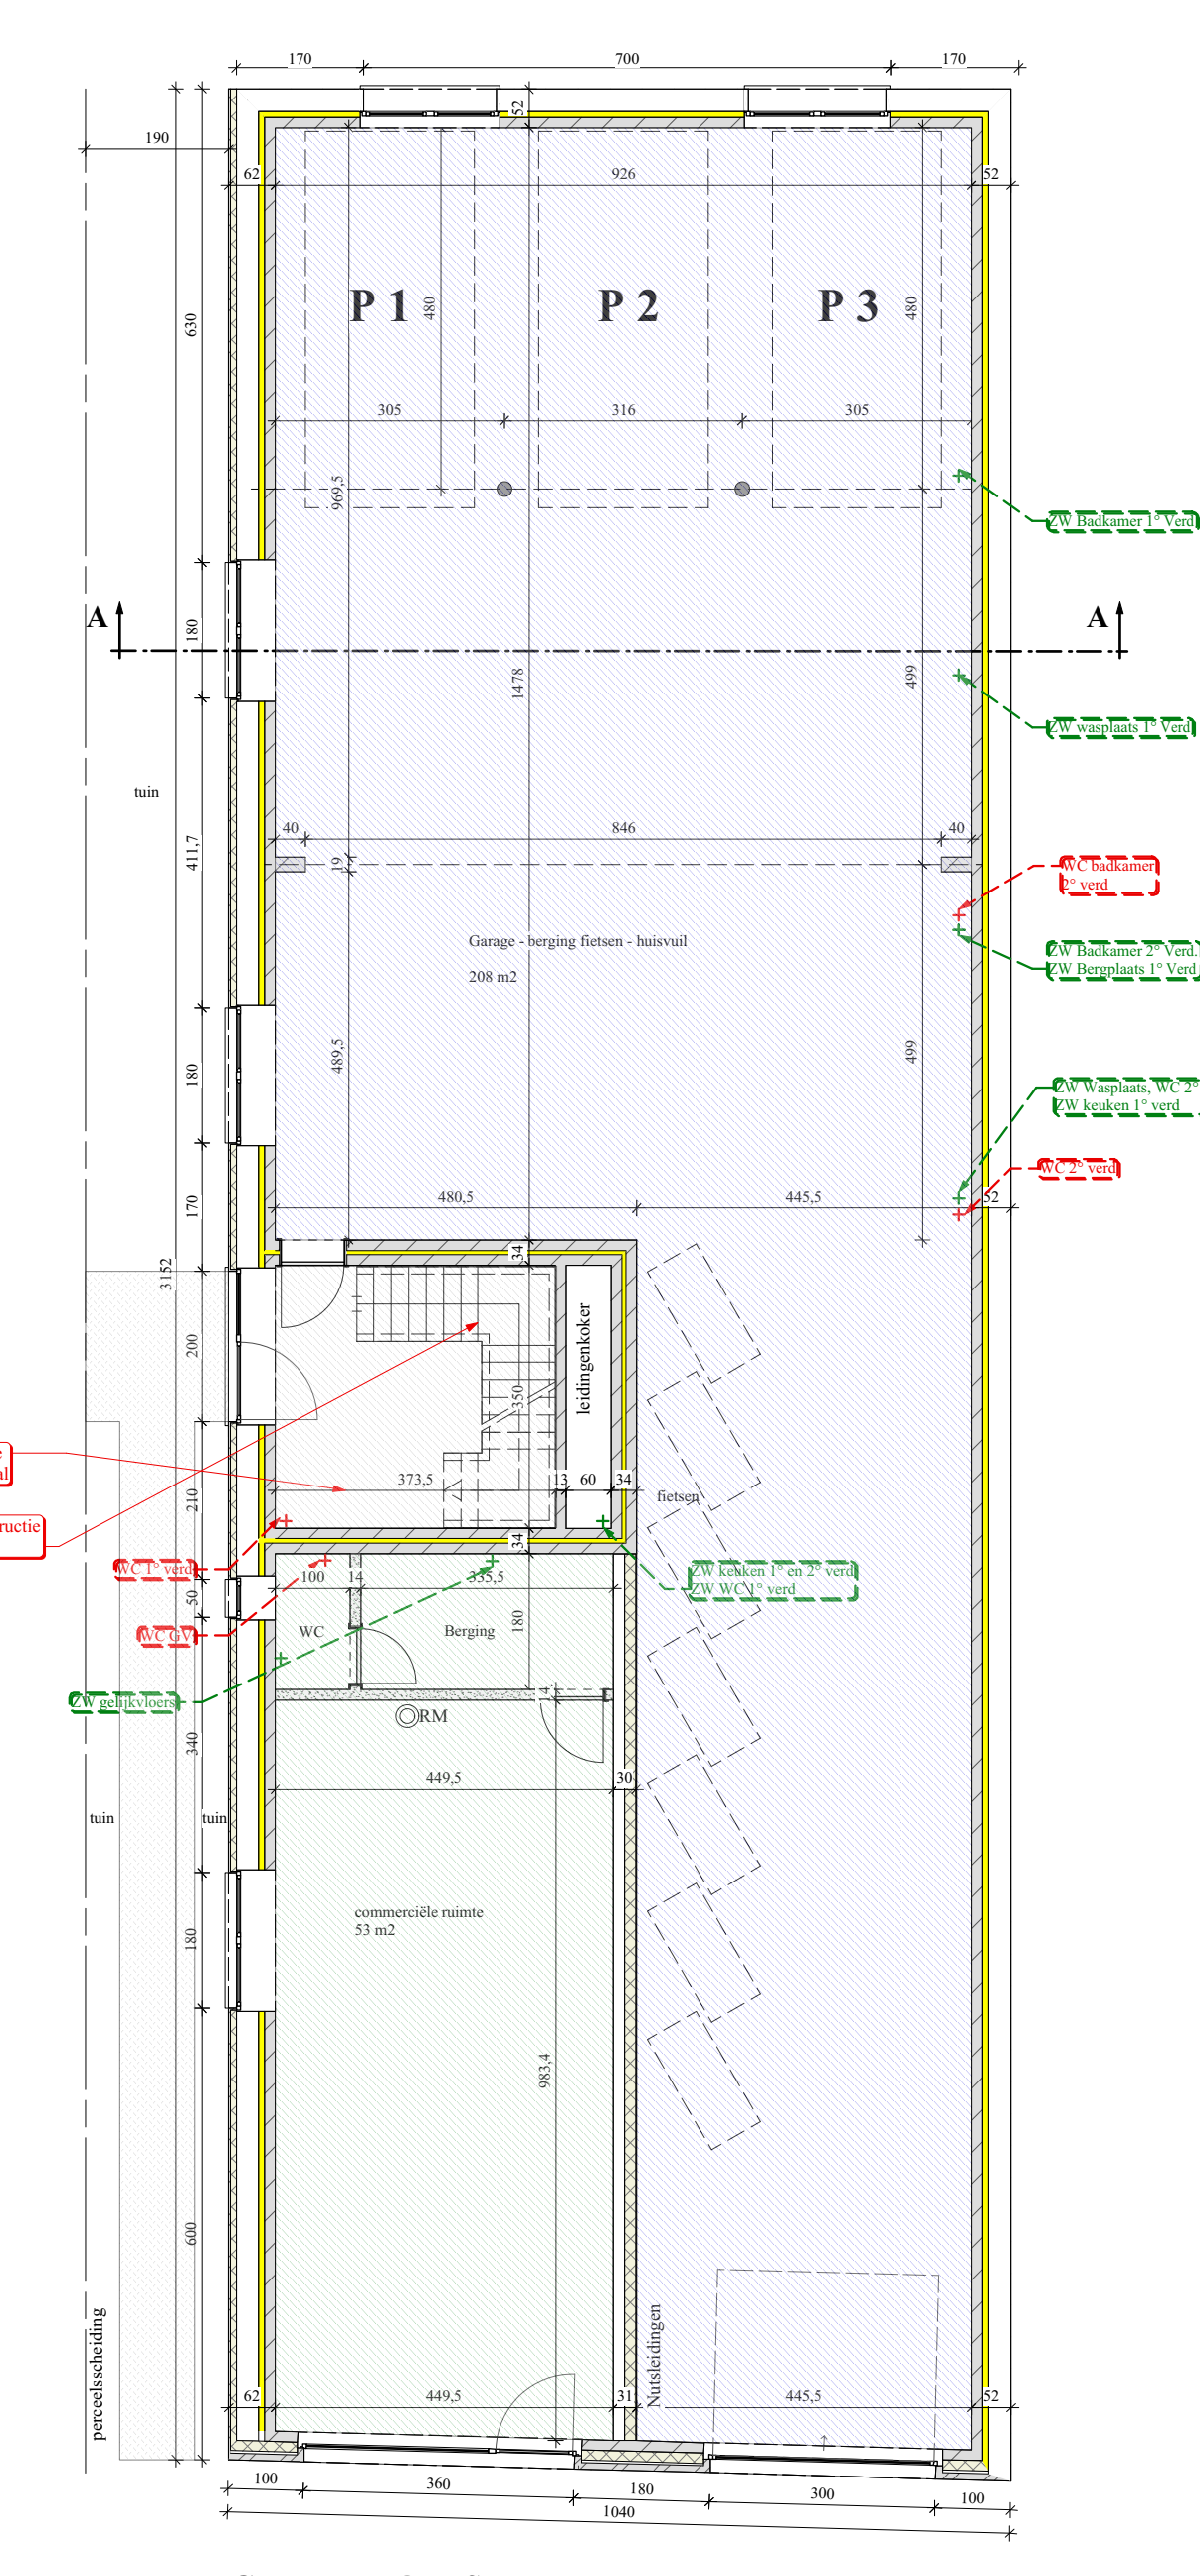 170 700 170
52
190
62 926 52
P 1 P 2 P 3
480 480
630
305 316 305
969,5
ZW Badkamer 1° Verd
A A
180
1478
499
ZW wasplaats 1° Verd
tuin
40 846 40
411,7
19
WC badkamer
2° verd
Garage - berging fietsen - huisvuil
208 m2
ZW Badkamer 2° Verd.
ZW Bergplaats 1° Verd
489,5
499
180
ZW Wasplaats, WC 2°
ZW keuken 1° verd
WC 2° verd
170
480,5 445,5 52
34
3152
200
leidingenkoker
350
373,5 13 60 34
fietsen
210
ructie
34
WC 1° verd
ZW keuken 1° en 2° verd
ZW WC 1° verd
100 14 335,5
50
180
WC GV
WC Berging
ZW gelijkvloers
14
RM
340
449,5 30
tuin tuin
commerciële ruimte
53 m2
180
983,4
600
perceelsscheiding
Nutsleidingen
62 449,5 31 445,5 52
100 360 180 300 100
1040